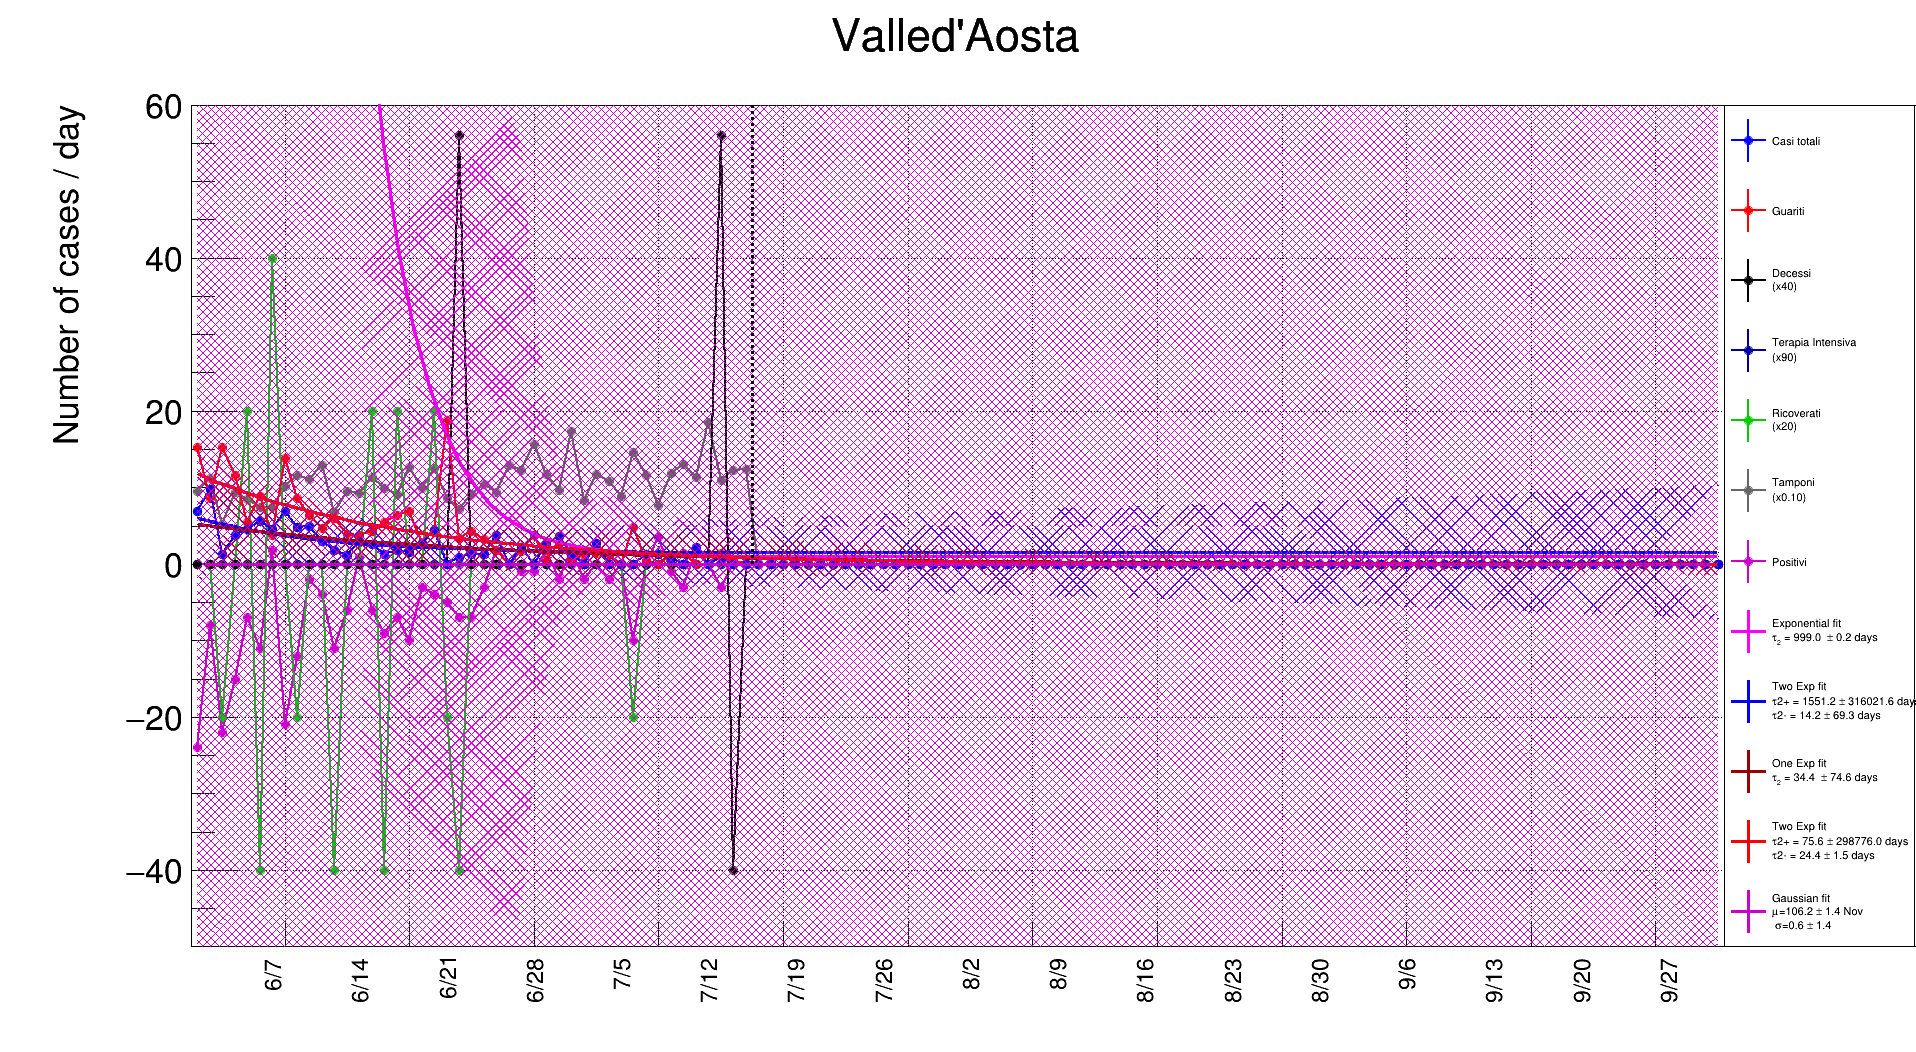 Valled'Aosta
Number of cases / day
60
40
20
0
−20
−40
6/7
6/14
6/21
6/28
7/5
7/12
7/19
7/26
8/2
8/9
8/16
8/23
8/30
9/6
9/13
9/20
9/27
Casi totali
Guariti
Decessi
(x40)
Terapia Intensiva
(x90)
Ricoverati
(x20)
Tamponi
(x0.10)
Positivi
Exponential fit
τ2 = 999.0 ± 0.2 days
Two Exp fit
τ2+ = 1551.2 ± 316021.6 day
τ2- = 14.2 ± 69.3 days
One Exp fit
τ2 = 34.4 ± 74.6 days
Two Exp fit
τ2+ = 75.6 ± 298776.0 days
τ2- = 24.4 ± 1.5 days
Gaussian fit
μ=106.2 ± 1.4 Nov
σ=0.6 ± 1.4